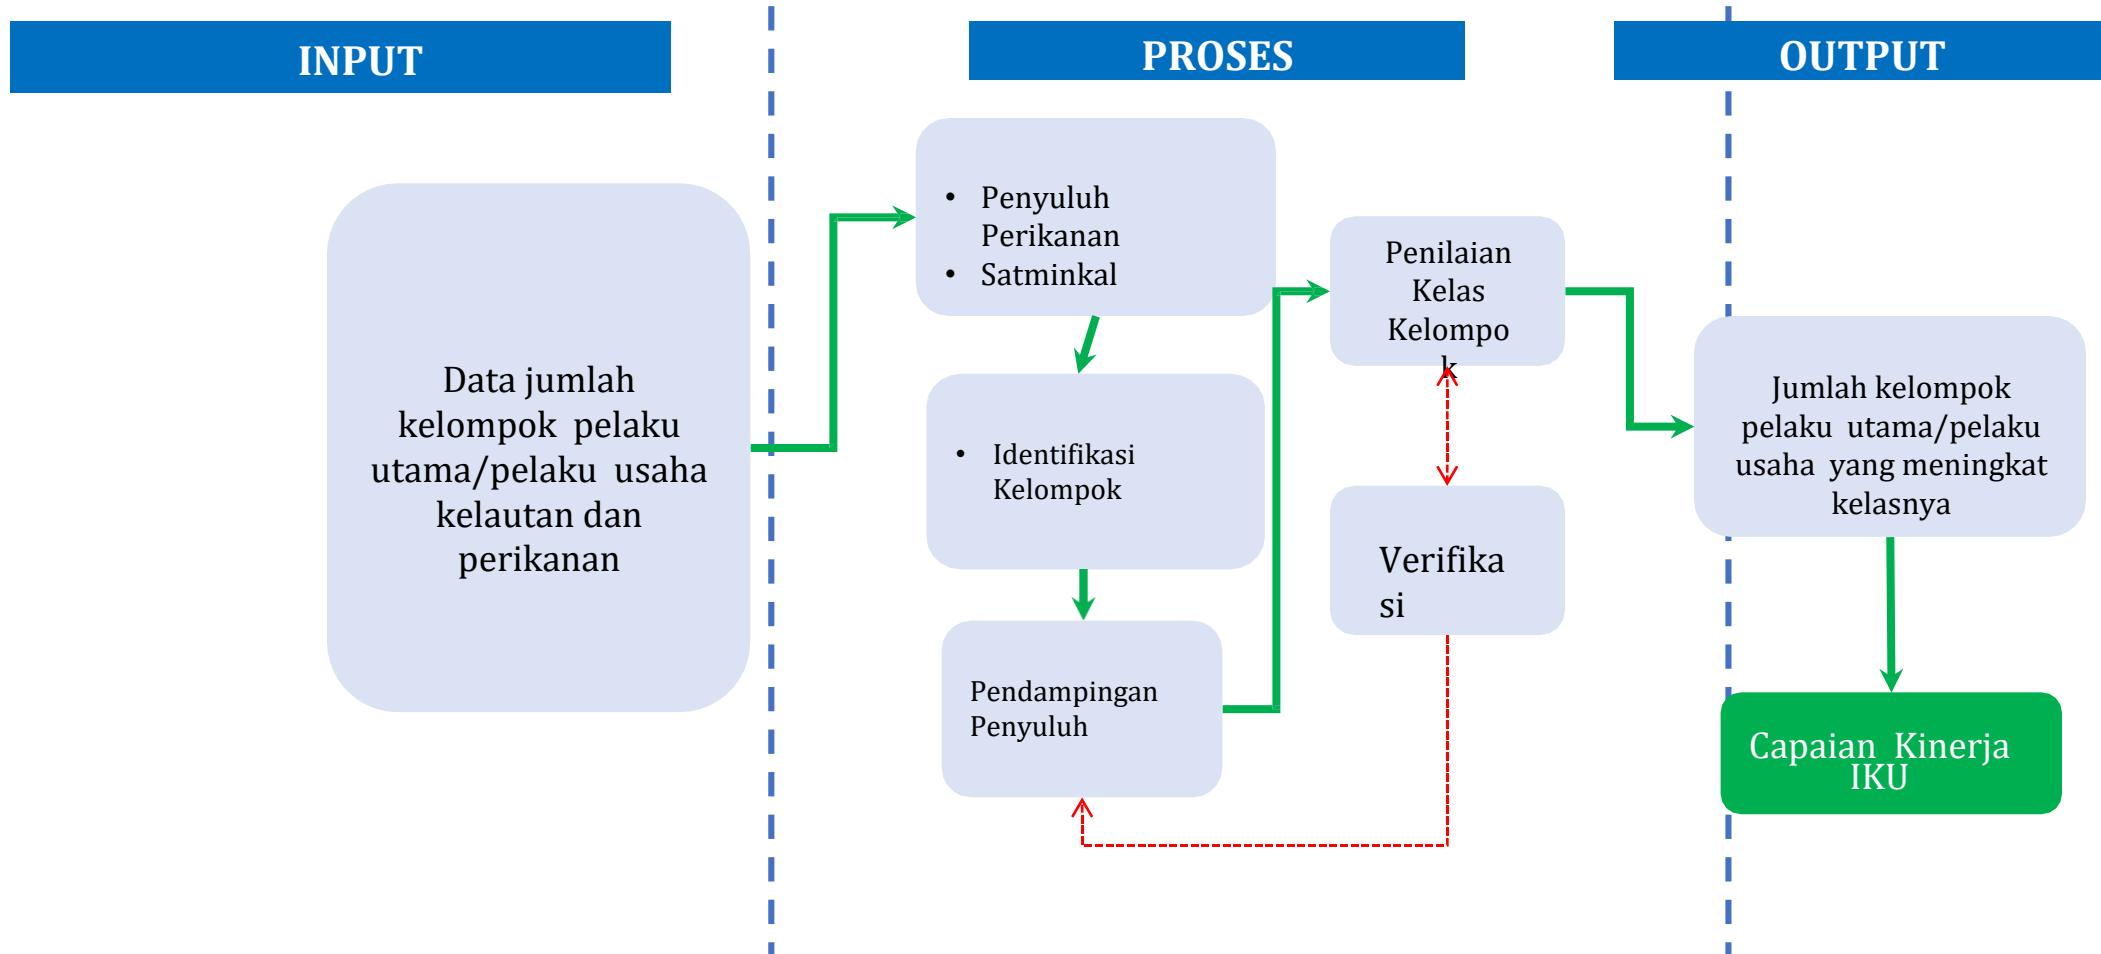 INPUT
PROSES
OUTPUT
Data jumlah
kelompok pelaku
utama/pelaku usaha
kelautan dan
perikanan
• Penyuluh
Perikanan
• Satminkal
• Identifikasi
Kelompok
Pendampingan
Penyuluh
Penilaian
Kelas
Kelompo
k
Verifika
si
Jumlah kelompok
pelaku utama/pelaku
usaha yang meningkat
kelasnya
Capaian Kinerja
IKU